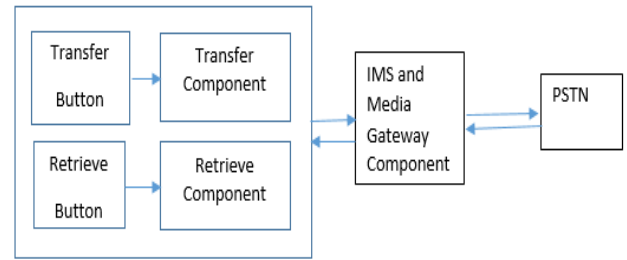 Transfer
Button
Transfer
Component
Retrieve
Button
Retrieve
Component
IMS and
Media
Gateway
Component
PSTN